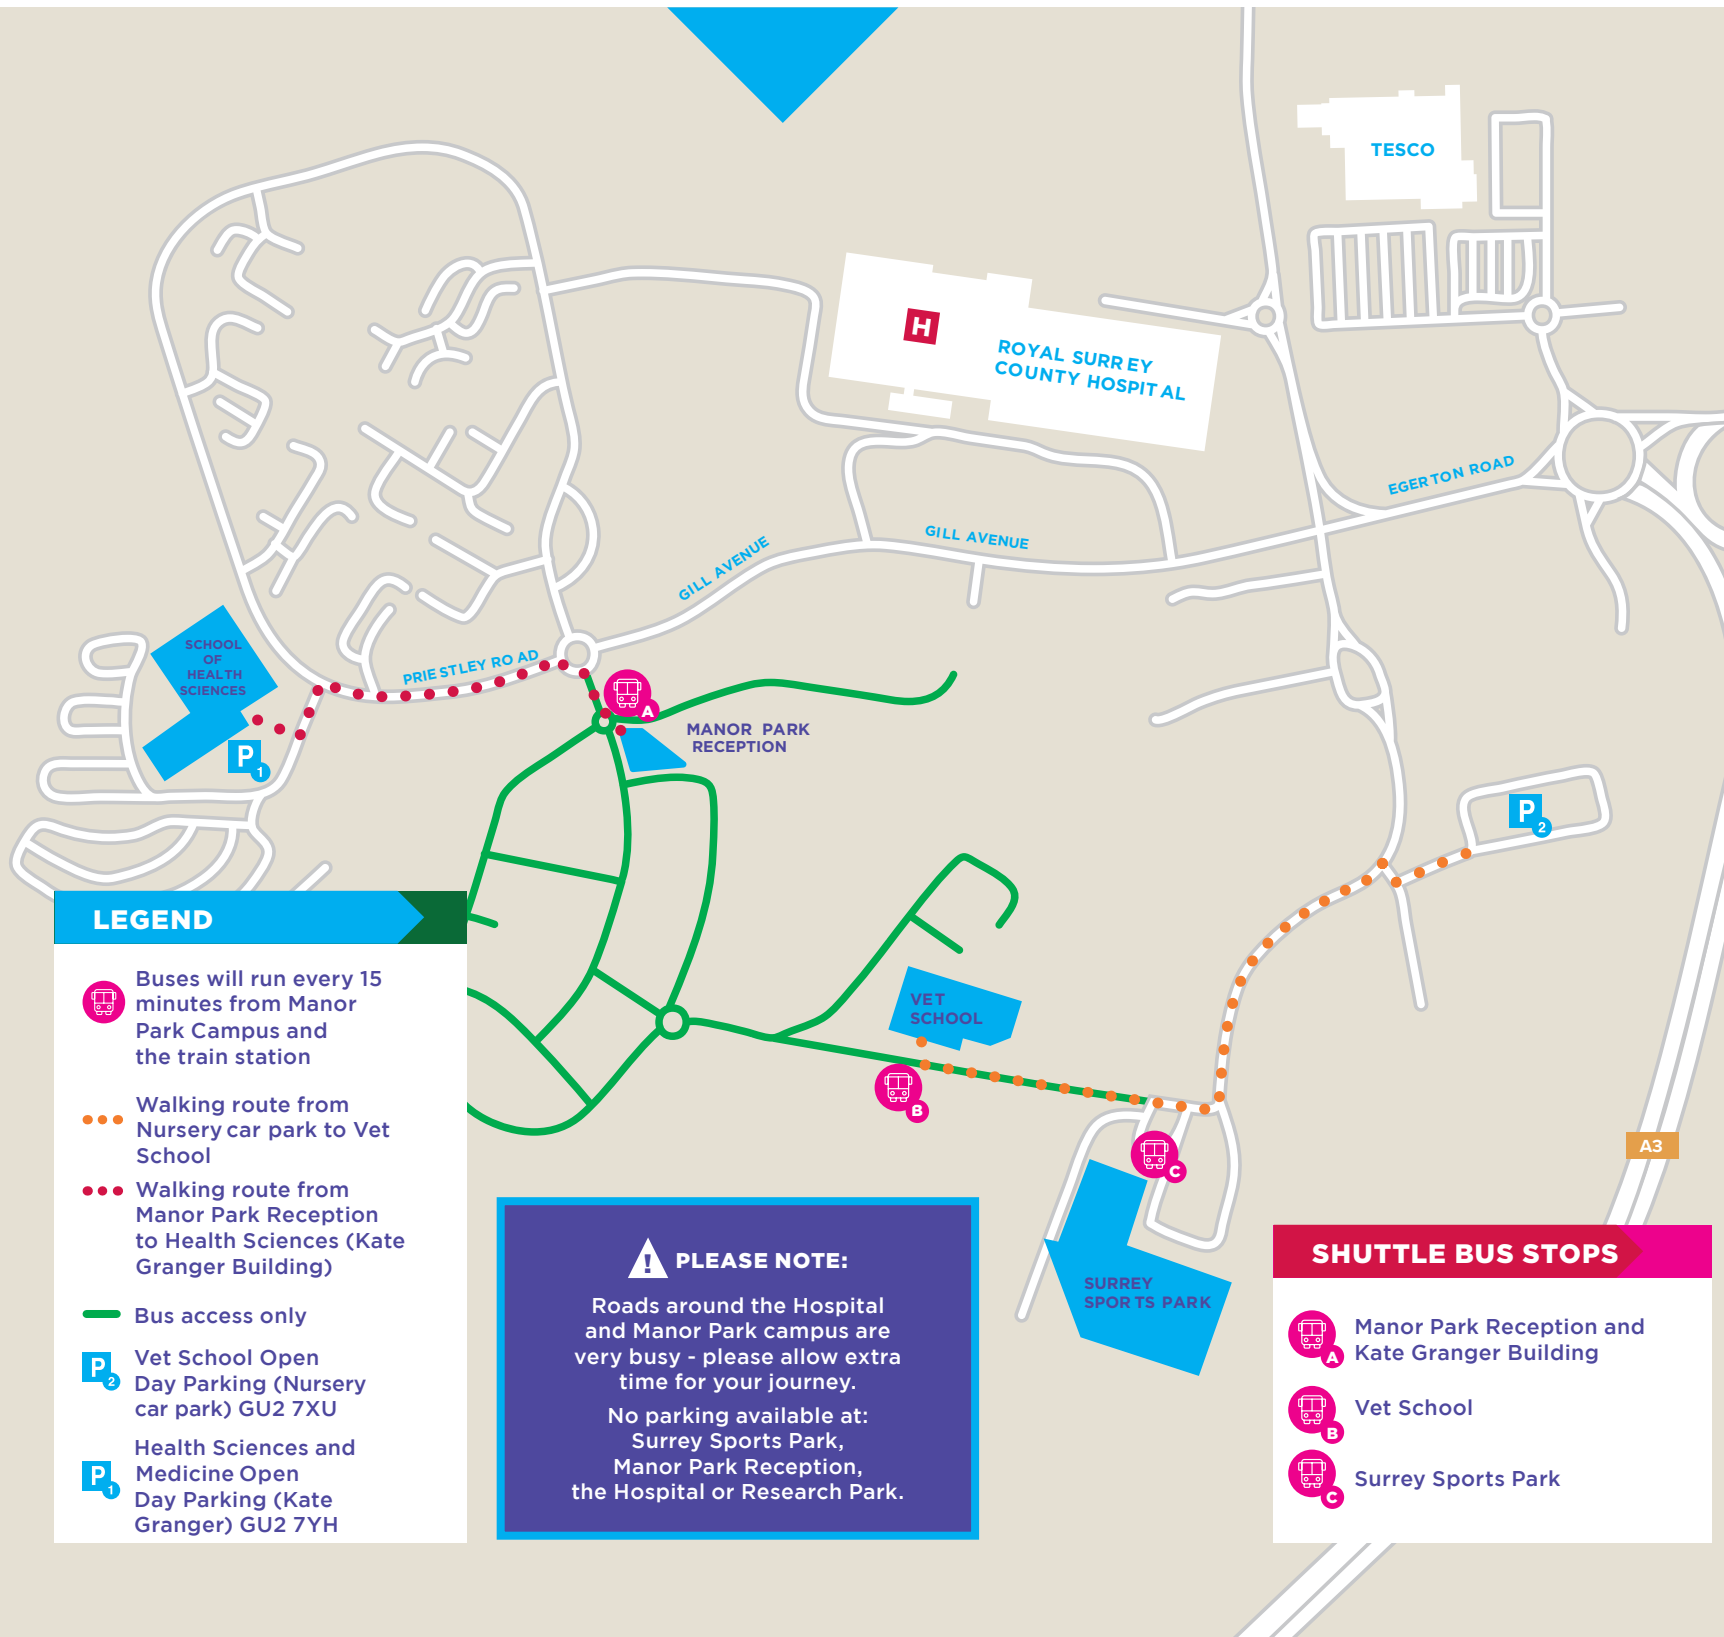 TESCO
H
ROYAL SURREY
COUNTY HOSPITAL
EGERTON ROAD
GILL AVENUE
GILL AVENUE
SCHOOL
OF
HEALTH
SCIENCES
PRIESTLEY ROAD
A
MANOR PARK
RECEPTION
P
1
P
2
VET
SCHOOL
B
C
A3
SURREY
SPORTS PARK
LEGEND
Buses will run every 15
minutes from Manor
Park Campus and
the train station
Walking route from
Nursery car park to Vet
School
Walking route from
Manor Park Reception
to Health Sciences (Kate
Granger Building)
Bus access only
P
2
Vet School Open
Day Parking (Nursery
car park) GU2 7XU
P
1
Health Sciences and
Medicine Open
Day Parking (Kate
Granger) GU2 7YH
! PLEASE NOTE:
Roads around the Hospital
and Manor Park campus are
very busy - please allow extra
time for your journey.
No parking available at:
Surrey Sports Park,
Manor Park Reception,
the Hospital or Research Park.
SHUTTLE BUS STOPS
A
Manor Park Reception and
Kate Granger Building
B
Vet School
C
Surrey Sports Park